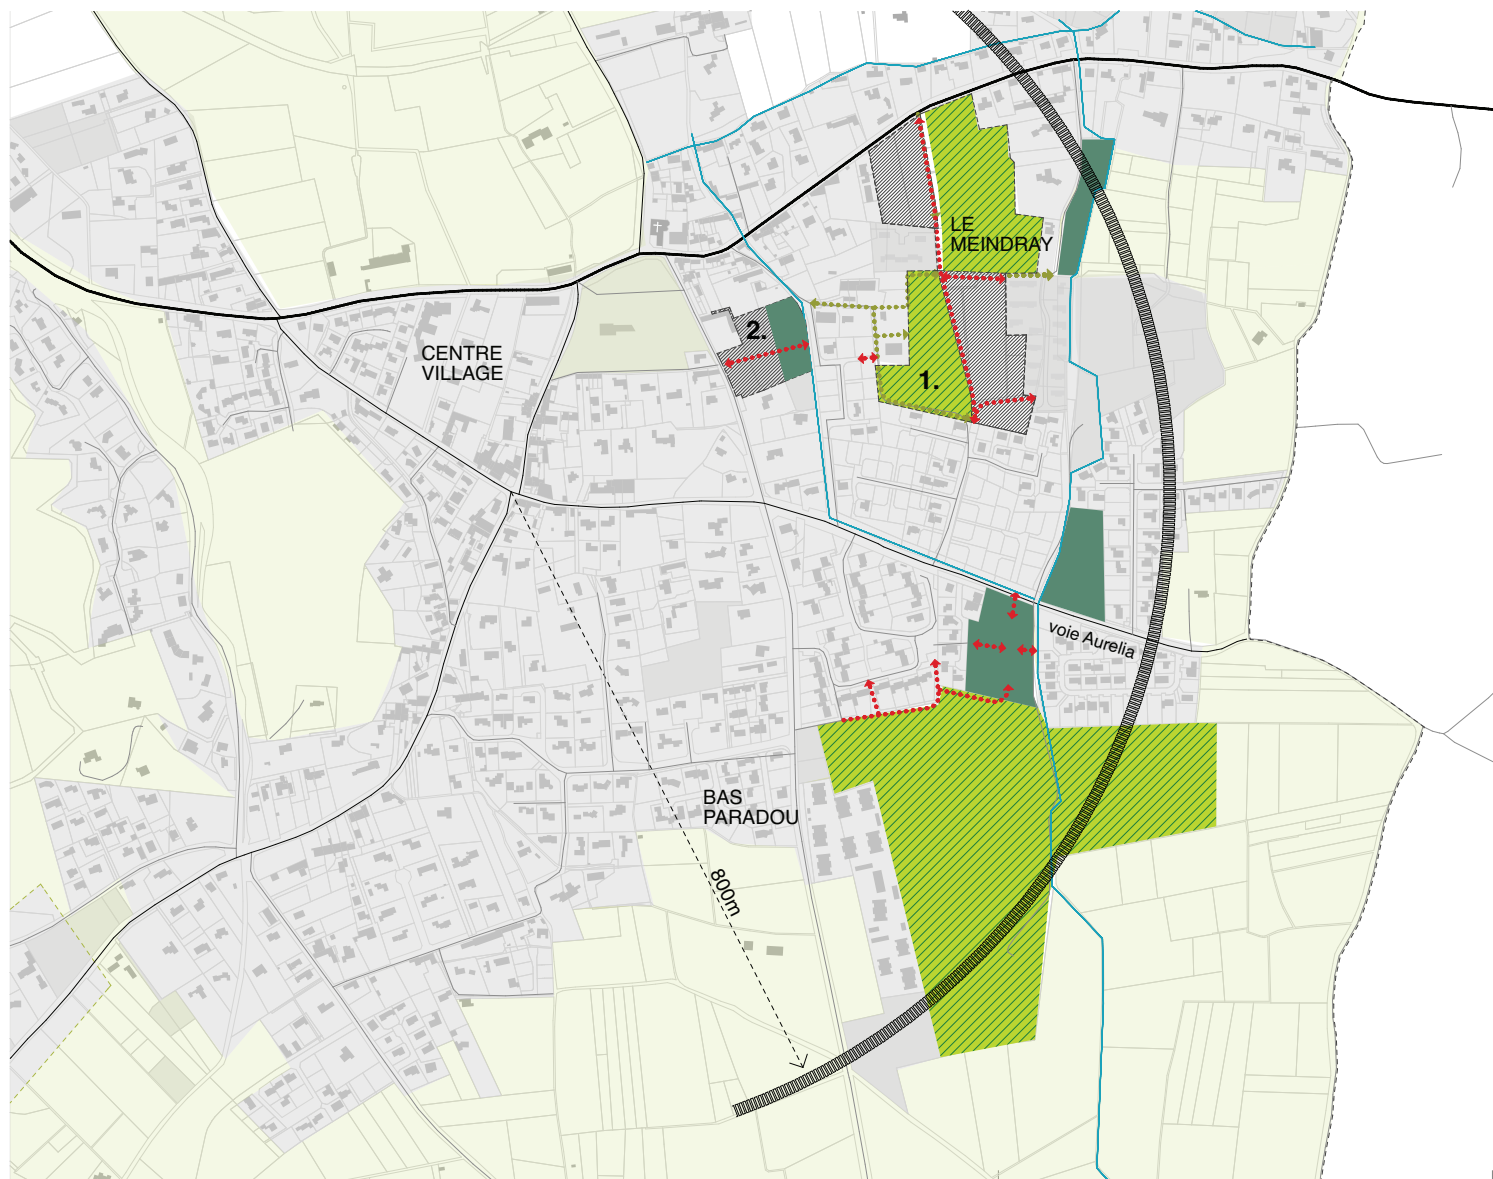 LE
MEINDRAY
2.
CENTRE
VILLAGE
1.
voie Aurelia
BAS
PARADOU
800m